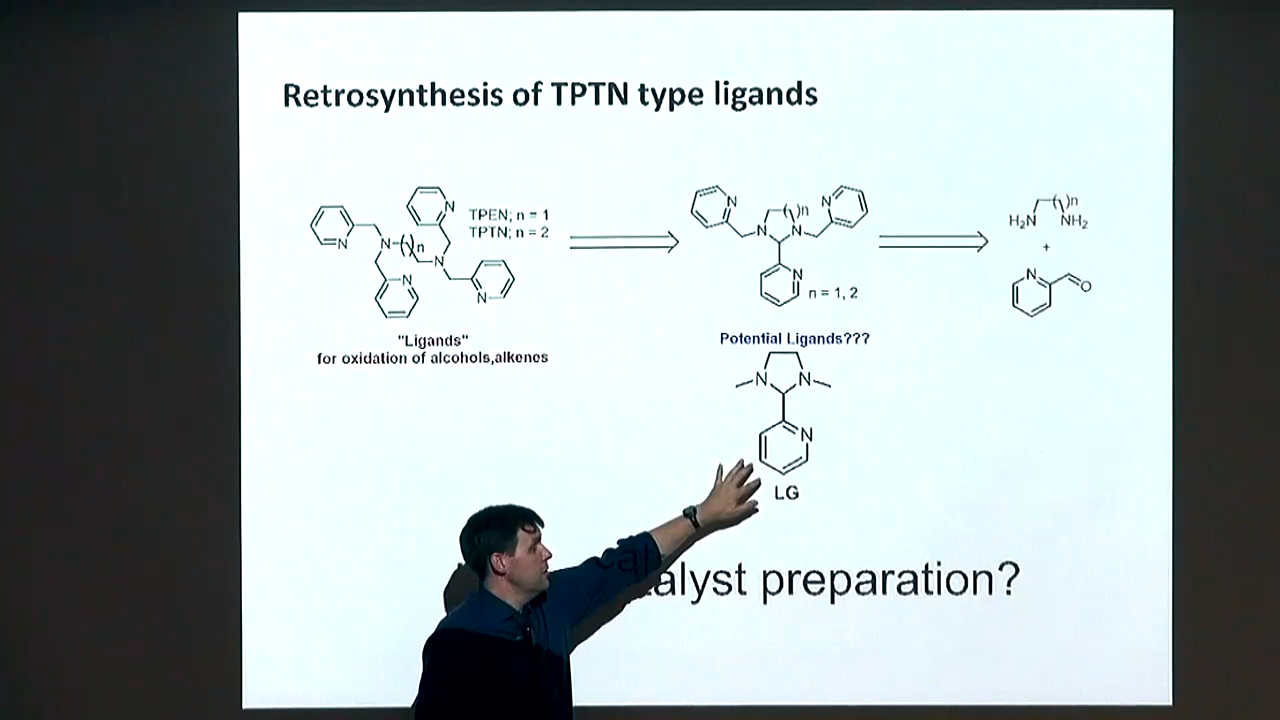 Retrosynthesis of TPTN type ligands
TPEN; n = 1
TPTN; n = 2
N
N
N
N
N
N
n
"Ligands"
for oxidation of alcohols,alkenes
N
N
N
N
N
n
n = 1, 2
Potential Ligands???
N
N
N
LG
H₂N
NH₂
n
+
N
O
alyst preparation?